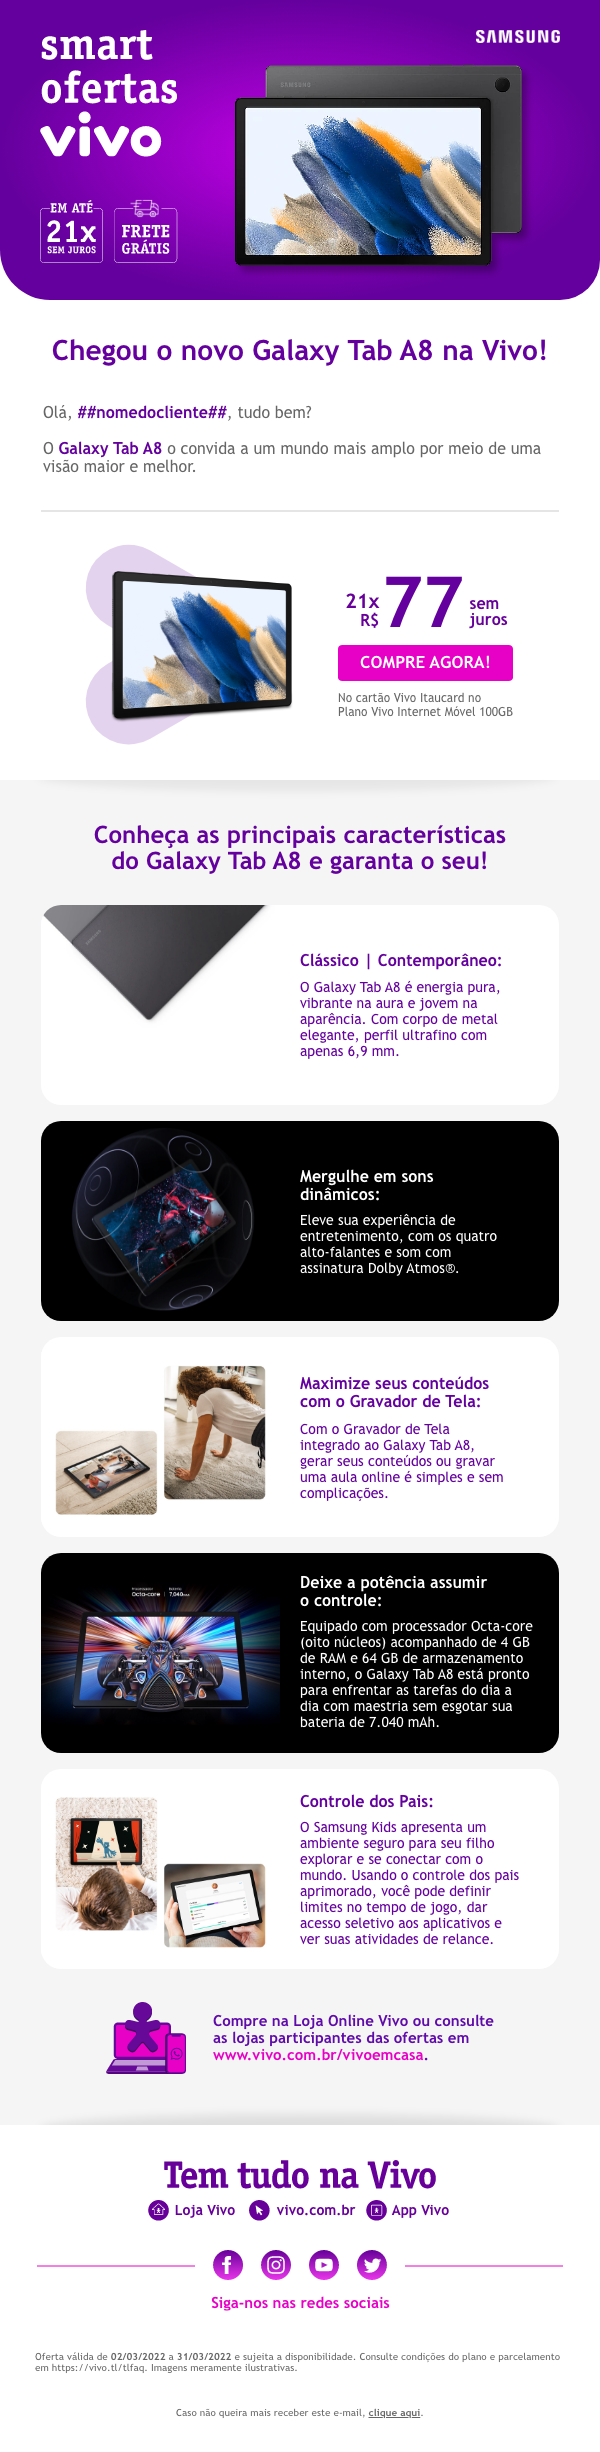 smart
ofertas
vivo
SAMSUNG
SAMSUNG
EM ATÉ
21x
SEM JUROS
FRETE
GRÁTIS
Chegou o novo Galaxy Tab A8 na Vivo!
Olá, ##nomedocliente##, tudo bem?
O Galaxy Tab A8 o convida a um mundo mais amplo por meio de uma
visão maior e melhor.
21x
R$
77
sem
juros
COMPRE AGORA!
No cartão Vivo Itaucard no
Plano Vivo Internet Móvel 100GB
Conheça as principais características
do Galaxy Tab A8 e garanta o seu!
Clássico | Contemporâneo:
O Galaxy Tab A8 é energia pura,
vibrante na aura e jovem na
aparência. Com corpo de metal
elegante, perfil ultrafino com
apenas 6,9 mm.
Mergulhe em sons
dinâmicos:
Eleve sua experiência de
entretenimento, com os quatro
alto-falantes e som com
assinatura Dolby Atmos®.
Maximize seus conteúdos
com o Gravador de Tela:
Com o Gravador de Tela
integrado ao Galaxy Tab A8,
gerar seus conteúdos ou gravar
uma aula online é simples e sem
complicações.
Octa-core | 7,040mAh
Deixe a potência assumir
o controle:
Equipado com processador Octa-core
(oito núcleos) acompanhado de 4 GB
de RAM e 64 GB de armazenamento
interno, o Galaxy Tab A8 está pronto
para enfrentar as tarefas do dia a
dia com maestria sem esgotar sua
bateria de 7.040 mAh.
Controle dos Pais:
O Samsung Kids apresenta um
ambiente seguro para seu filho
explorar e se conectar com o
mundo. Usando o controle dos pais
aprimorado, você pode definir
limites no tempo de jogo, dar
acesso seletivo aos aplicativos e
ver suas atividades de relance.
Compre na Loja Online Vivo ou consulte
as lojas participantes das ofertas em
www.vivo.com.br/vivoemcasa.
Tem tudo na Vivo
Loja Vivo vivo.com.br App Vivo
Siga-nos nas redes sociais
Oferta válida de 02/03/2022 a 31/03/2022 e sujeita a disponibilidade. Consulte condições do plano e parcelamento
em https://vivo.tl/tlfaq. Imagens meramente ilustrativas.
Caso não queira mais receber este e-mail, clique aqui.